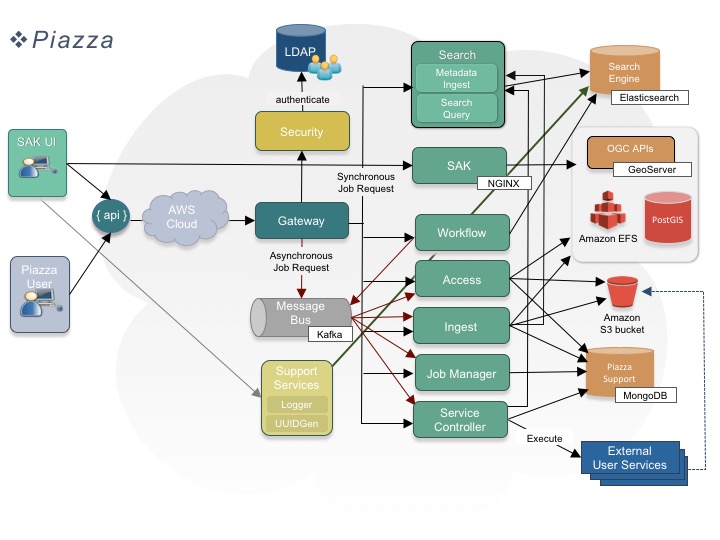 ❖Piazza
LDAP
authenticate
Security
SAK UI
{ api }
AWS
Cloud
Gateway
Piazza
User
Synchronous
Job Request
Asynchronous
Job Request
Message
Bus
Kafka
Support
Services
Logger
UUIDGen
Search
Metadata
Ingest
Search
Query
SAK
NGINX
Workflow
Access
Ingest
Job Manager
Service
Controller
Execute
Search
Engine
Elasticsearch
OGC APIs
GeoServer
Amazon EFS
PostGIS
Amazon
S3 bucket
Piazza
Support
MongoDB
External
User Services